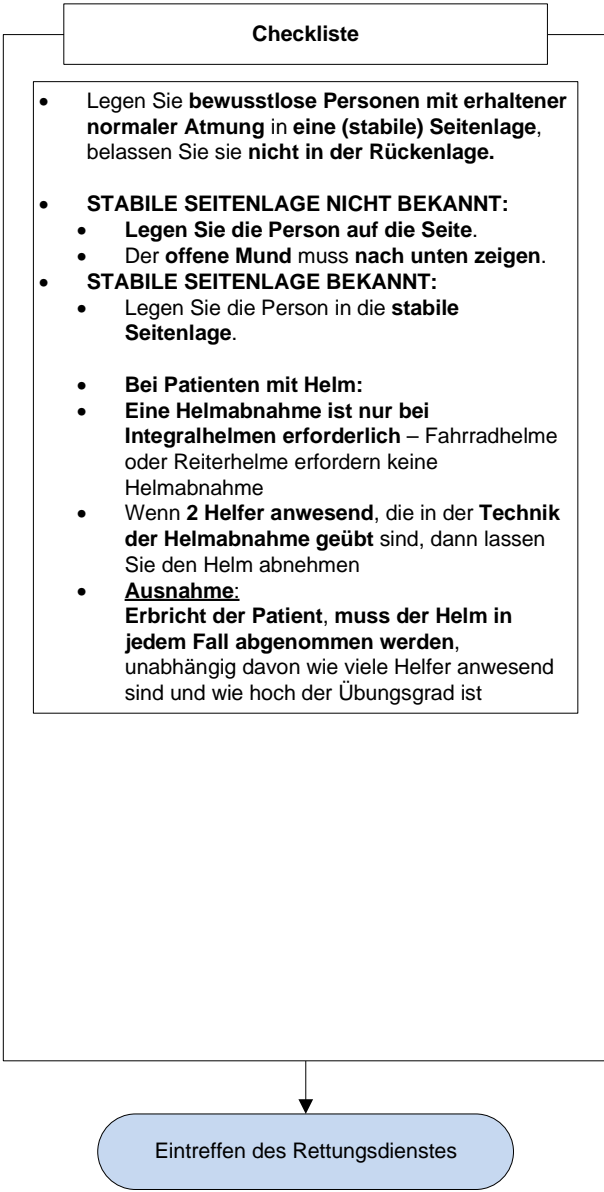 Checkliste
• Legen Sie bewusstlose Personen mit erhaltener
normaler Atmung in eine (stabile) Seitenlage,
belassen Sie sie nicht in der Rückenlage.
• STABILE SEITENLAGE NICHT BEKANNT:
• Legen Sie die Person auf die Seite.
• Der offene Mund muss nach unten zeigen.
• STABILE SEITENLAGE BEKANNT:
• Legen Sie die Person in die stabile
Seitenlage.
• Bei Patienten mit Helm:
• Eine Helmabnahme ist nur bei
Integralhelmen erforderlich – Fahrradhelme
oder Reiterhelme erfordern keine
Helmabnahme
• Wenn 2 Helfer anwesend, die in der Technik
der Helmabnahme geübt sind, dann lassen
Sie den Helm abnehmen
• Ausnahme:
Erbricht der Patient, muss der Helm in
jedem Fall abgenommen werden,
unabhängig davon wie viele Helfer anwesend
sind und wie hoch der Übungsgrad ist
Eintreffen des Rettungsdienstes